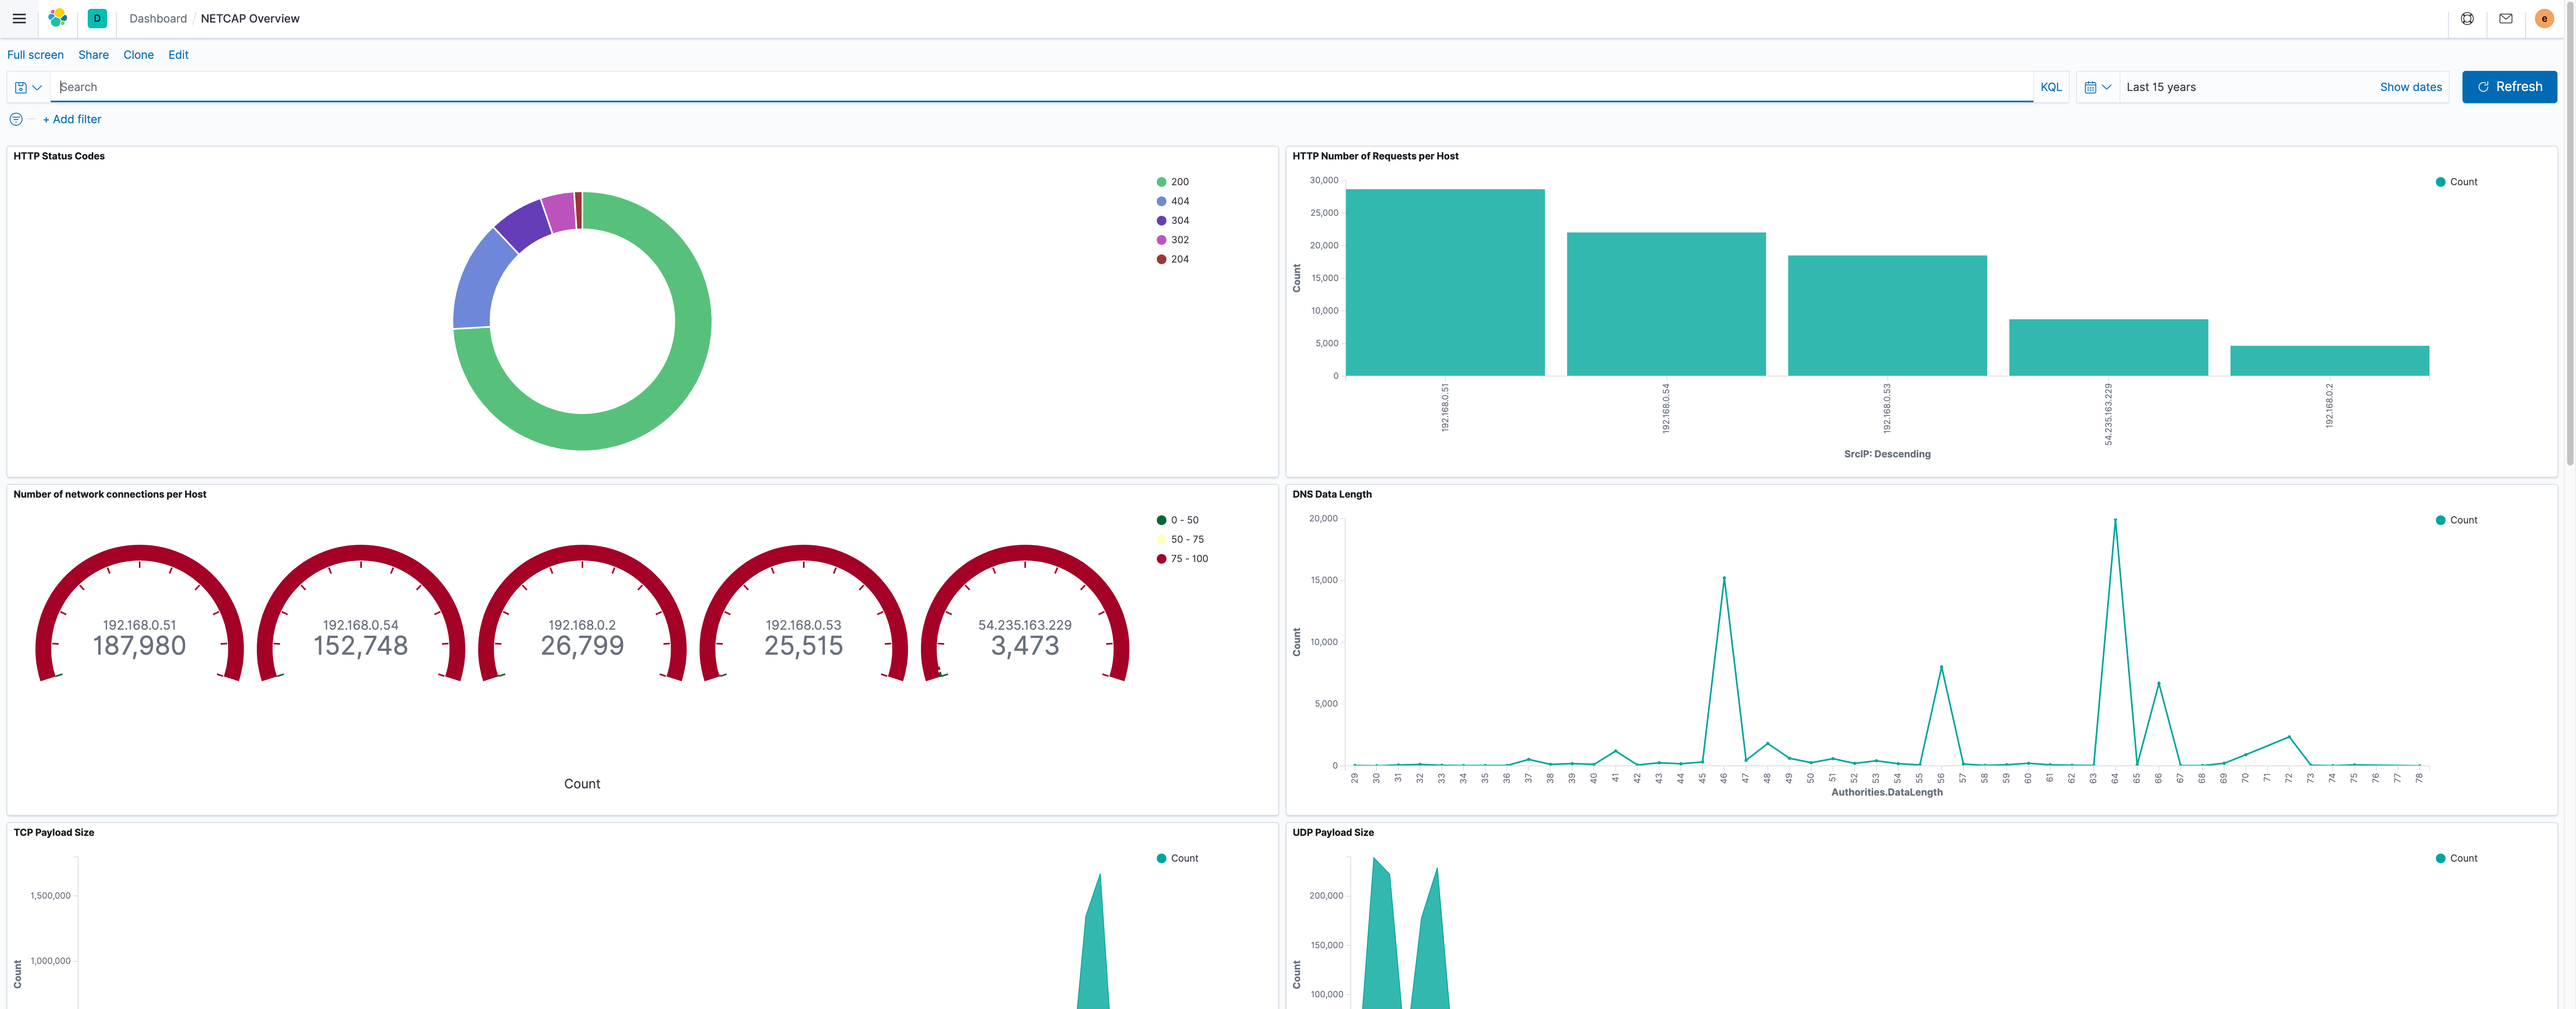 D Dashboard / NETCAP Overview e
Full screen Share Clone Edit
Search KQL Last 15 years Show dates Refresh
+ Add filter
HTTP Status Codes
200
404
304
302
204
HTTP Number of Requests per Host
30,000
25,000
20,000
15,000
10,000
5,000
0
Count
192.168.0.51 192.168.0.54 192.168.0.53 54.235.163.229 192.168.0.2
SrcIP: Descending
Count
Number of network connections per Host
0 - 50
50 - 75
75 - 100
192.168.0.51
187,980
192.168.0.54
152,748
192.168.0.2
26,799
192.168.0.53
25,515
54.235.163.229
3,473
Count
DNS Data Length
20,000
15,000
10,000
5,000
0
Count
29 30 31 32 33 34 35 36 37 38 39 40 41 42 43 44 45 46 47 48 49 50 51 52 53 54 55 56 57 58 59 60 61 62 63 64 65 66 67 68 69 70 71 72 73 74 75 76 77 78
Authorities.DataLength
Count
TCP Payload Size
1,500,000
1,000,000
Count
Count
UDP Payload Size
200,000
150,000
100,000
Count
Count